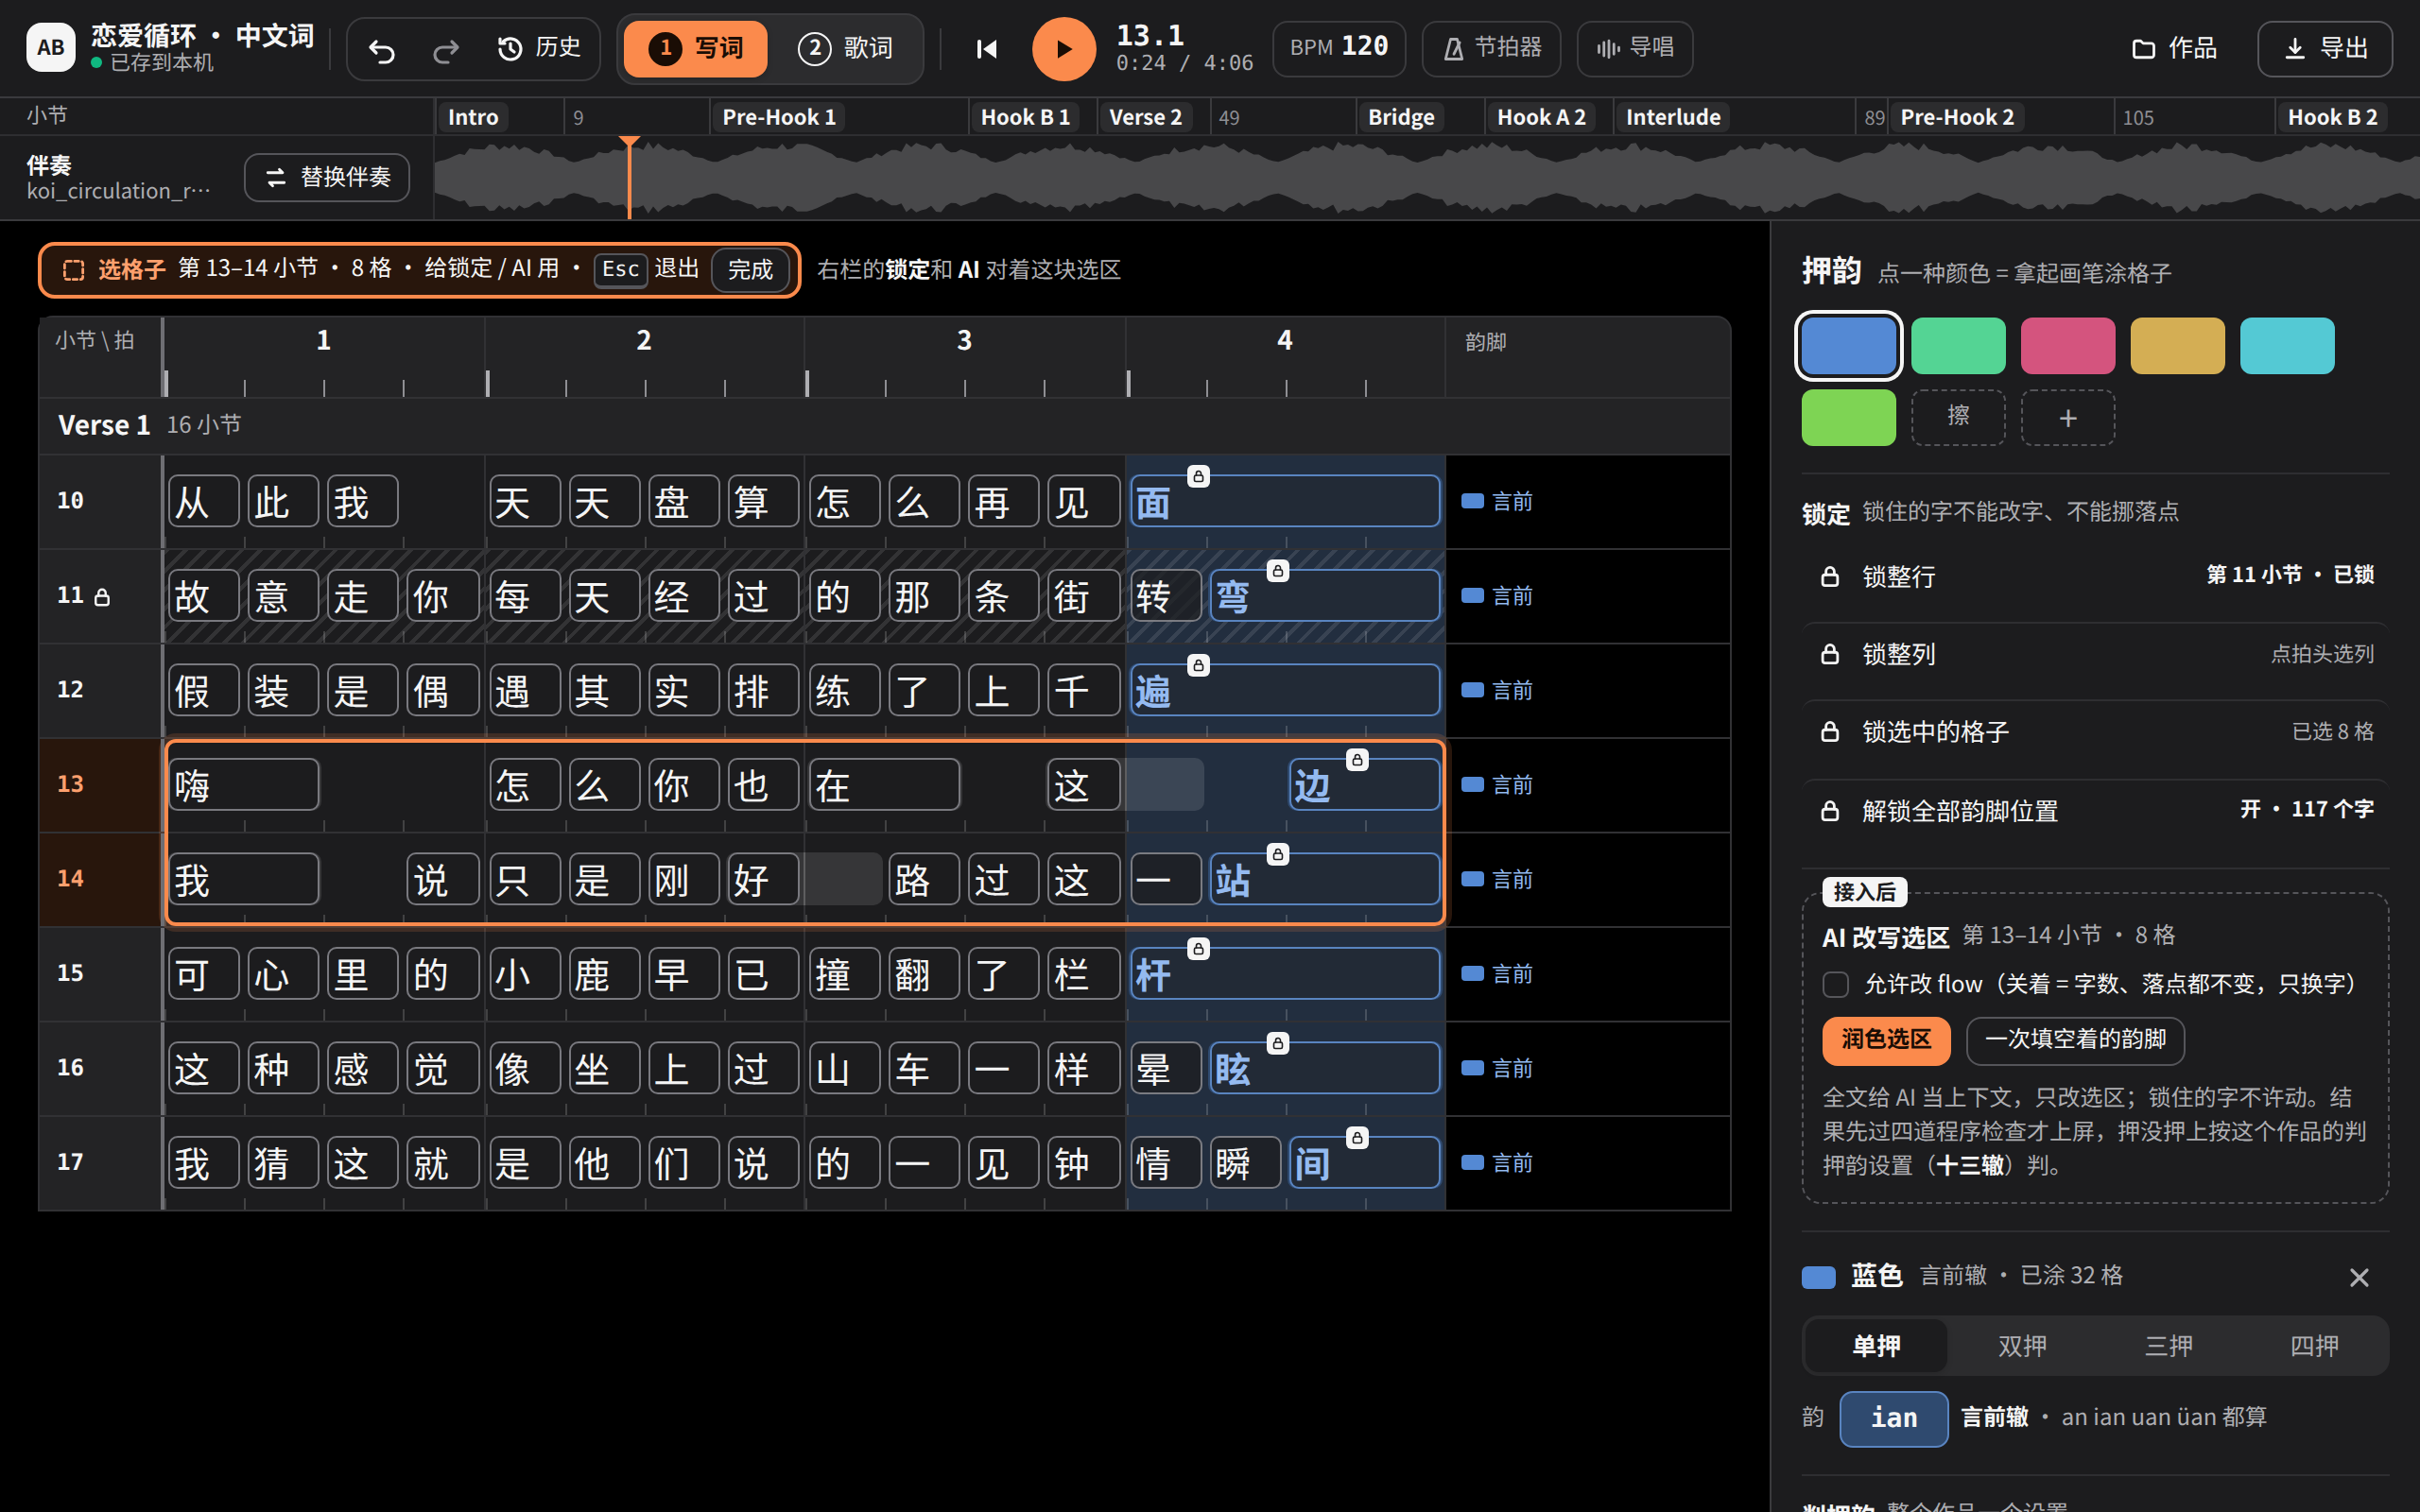 AB
恋爱循环 · 中文词
已存到本机
历史
1 写词
2 歌词
13.1
0:24 / 4:06
BPM 120
节拍器
导唱
作品
导出
小节
Intro 9 Pre-Hook 1 Hook B 1 Verse 2 49 Bridge Hook A 2 Interlude 89 Pre-Hook 2 105 Hook B 2
伴奏
koi_circulation_r…
替换伴奏
选格子 第 13–14 小节 · 8 格 · 给锁定 / AI 用 · Esc 退出 完成 右栏的锁定和 AI 对着这块选区
小节 \ 拍 1 2 3 4 韵脚
Verse 1 16 小节
10 从 此 我 天 天 盘 算 怎 么 再 见 面 言前
11 故 意 走 你 每 天 经 过 的 那 条 街 转 弯 言前
12 假 装 是 偶 遇 其 实 排 练 了 上 千 遍 言前
13 嗨 怎 么 你 也 在 这 边 言前
14 我 说 只 是 刚 好 路 过 这 一 站 言前
15 可 心 里 的 小 鹿 早 已 撞 翻 了 栏 杆 言前
16 这 种 感 觉 像 坐 上 过 山 车 一 样 晕 眩 言前
17 我 猜 这 就 是 他 们 说 的 一 见 钟 情 瞬 间 言前
押韵 点一种颜色 = 拿起画笔涂格子
擦 +
锁定 锁住的字不能改字、不能挪落点
锁整行 第 11 小节 · 已锁
锁整列 点拍头选列
锁选中的格子 已选 8 格
解锁全部韵脚位置 开 · 117 个字
接入后
AI 改写选区 第 13–14 小节 · 8 格
允许改 flow（关着 = 字数、落点都不变，只换字）
润色选区 一次填空着的韵脚
全文给 AI 当上下文，只改选区；锁住的字不许动。结
果先过四道程序检查才上屏，押没押上按这个作品的判
押韵设置（十三辙）判。
蓝色 言前辙 · 已涂 32 格
单押 双押 三押 四押
韵 ian 言前辙 · an ian uan üan 都算
判押韵 整个作品一个设置